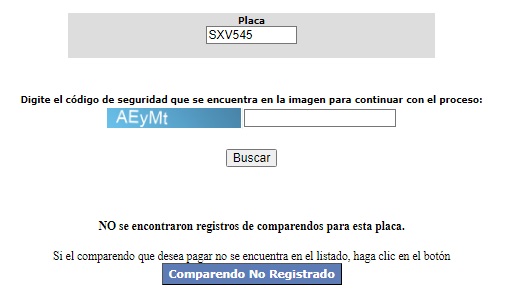 Placa
SXV545
Digite el código de seguridad que se encuentra en la imagen para continuar con el proceso:
AEyMt
Buscar
NO se encontraron registros de comparendos para esta placa.
Si el comparendo que desea pagar no se encuentra en el listado, haga clic en el botón
Comparendo No Registrado